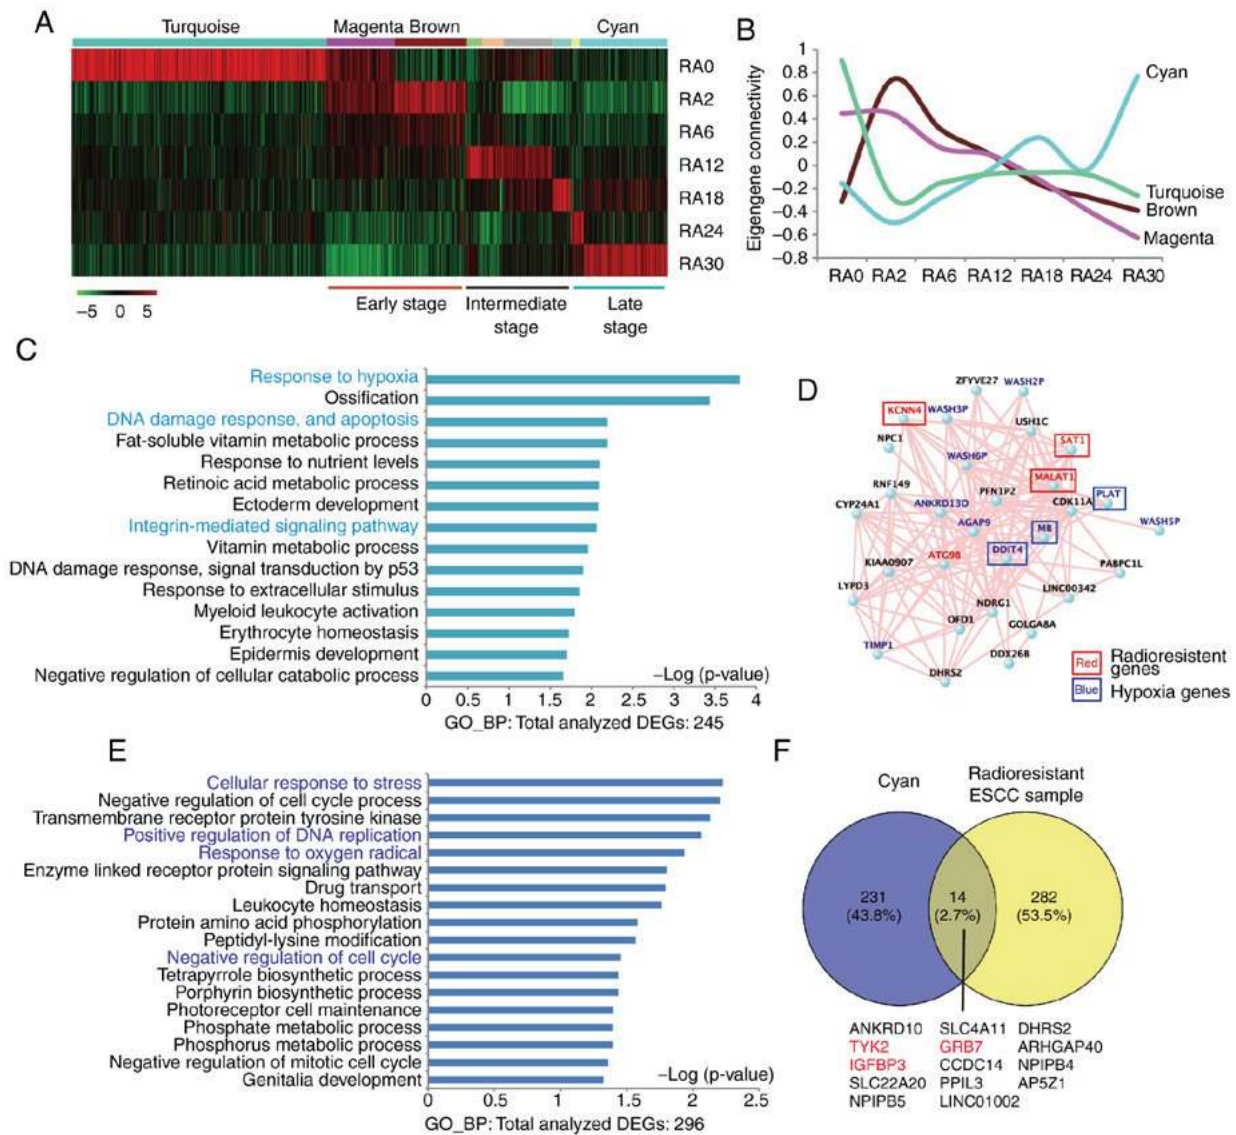 A
Turquoise
Magenta Brown
Cyan
RA0
RA2
RA6
RA12
RA18
RA24
RA30
−5 0 5
Early stage
Intermediate
stage
Late
stage
B
Eigengene connectivity
1
0.8
0.6
0.4
0.2
0
−0.2
−0.4
−0.6
−0.8
RA0 RA2 RA6 RA12 RA18 RA24 RA30
Cyan
Turquoise
Brown
Magenta
C
Response to hypoxia
Ossification
DNA damage response, and apoptosis
Fat-soluble vitamin metabolic process
Response to nutrient levels
Retinoic acid metabolic process
Ectoderm development
Integrin-mediated signaling pathway
Vitamin metabolic process
DNA damage response, signal transduction by p53
Response to extracellular stimulus
Myeloid leukocyte activation
Erythrocyte homeostasis
Epidermis development
Negative regulation of cellular catabolic process
−Log (p-value)
0 0.5 1 1.5 2 2.5 3 3.5 4
GO_BP: Total analyzed DEGs: 245
D
ZFYVE27
WASH2P
KCNN4
WASH3P
USH1C
NPC1
SAT1
WASH6P
MALAT1
RNF149
PFN1P2
PLAT
CYP24A1
ANKRD13D
CDK11A
AGAP9
MB
WASH5P
DDIT4
ATG9B
KIAA0907
PABPC1L
LYPD3
LINC00342
NDRG1
OFD1
GOLGA8A
TIMP1
DDX26B
DHRS2
Red
Radioresistent
genes
Blue
Hypoxia genes
E
Cellular response to stress
Negative regulation of cell cycle process
Transmembrane receptor protein tyrosine kinase
Positive regulation of DNA replication
Response to oxygen radical
Enzyme linked receptor protein signaling pathway
Drug transport
Leukocyte homeostasis
Protein amino acid phosphorylation
Peptidyl-lysine modification
Negative regulation of cell cycle
Tetrapyrrole biosynthetic process
Porphyrin biosynthetic process
Photoreceptor cell maintenance
Phosphate metabolic process
Phosphorus metabolic process
Negative regulation of mitotic cell cycle
Genitalia development
−Log (p-value)
0 0.5 1 1.5 2 2.5
GO_BP: Total analyzed DEGs: 296
F
Cyan
Radioresistant
ESCC sample
231
(43.8%)
14
(2.7%)
282
(53.5%)
ANKRD10 SLC4A11 DHRS2
TYK2 GRB7 ARHGAP40
IGFBP3 CCDC14 NPIPB4
SLC22A20 PPIL3 AP5Z1
NPIPB5 LINC01002